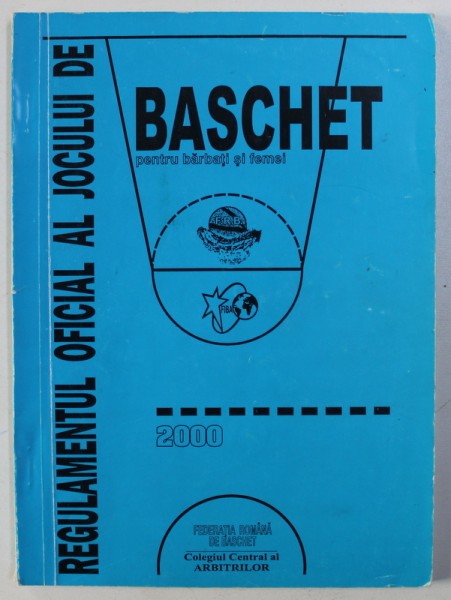 REGULAMENTUL OFICIAL AL JOCULUI DE
BASCHET
pentru bărbați și femei
F.R.B.
FIBA
2000
FEDERAȚIA ROMÂNĂ
DE BASCHET
Colegiul Central al
ARBITRILOR